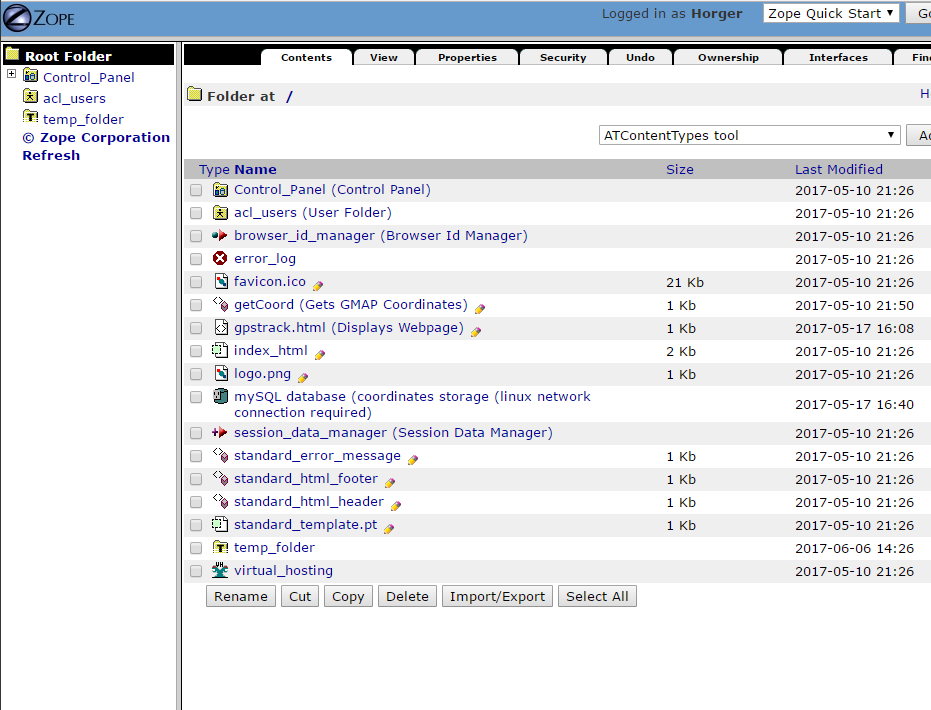 ZOPE
Logged in as Horger
Zope Quick Start
Root Folder
Control_Panel
acl_users
temp_folder
© Zope Corporation
Refresh
Contents View Properties Security Undo Ownership Interfaces
Folder at /
ATContentTypes tool
Type Name Size Last Modified
Control_Panel (Control Panel) 2017-05-10 21:26
acl_users (User Folder) 2017-05-10 21:26
browser_id_manager (Browser Id Manager) 2017-05-10 21:26
error_log 2017-05-10 21:26
favicon.ico 21 Kb 2017-05-10 21:26
getCoord (Gets GMAP Coordinates) 1 Kb 2017-05-10 21:50
gpstrack.html (Displays Webpage) 1 Kb 2017-05-17 16:08
index_html 2 Kb 2017-05-10 21:26
logo.png 1 Kb 2017-05-10 21:26
mySQL database (coordinates storage (linux network
connection required) 2017-05-17 16:40
session_data_manager (Session Data Manager) 2017-05-10 21:26
standard_error_message 1 Kb 2017-05-10 21:26
standard_html_footer 1 Kb 2017-05-10 21:26
standard_html_header 1 Kb 2017-05-10 21:26
standard_template.pt 1 Kb 2017-05-10 21:26
temp_folder 2017-06-06 14:26
virtual_hosting 2017-05-10 21:26
Rename Cut Copy Delete Import/Export Select All